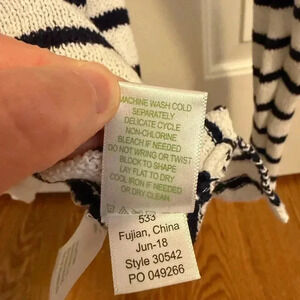 MACHINE WASH COLD
SEPARATELY
DELICATE CYCLE
NON-CHLORINE
BLEACH IF NEEDED
DO NOT WRING OR TWIST
BLOCK TO SHAPE
LAY FLAT TO DRY
COOL IRON IF NEEDED
OR DRY CLEAN.
533
Fujian, China
Jun-18
Style 30542
PO 049266